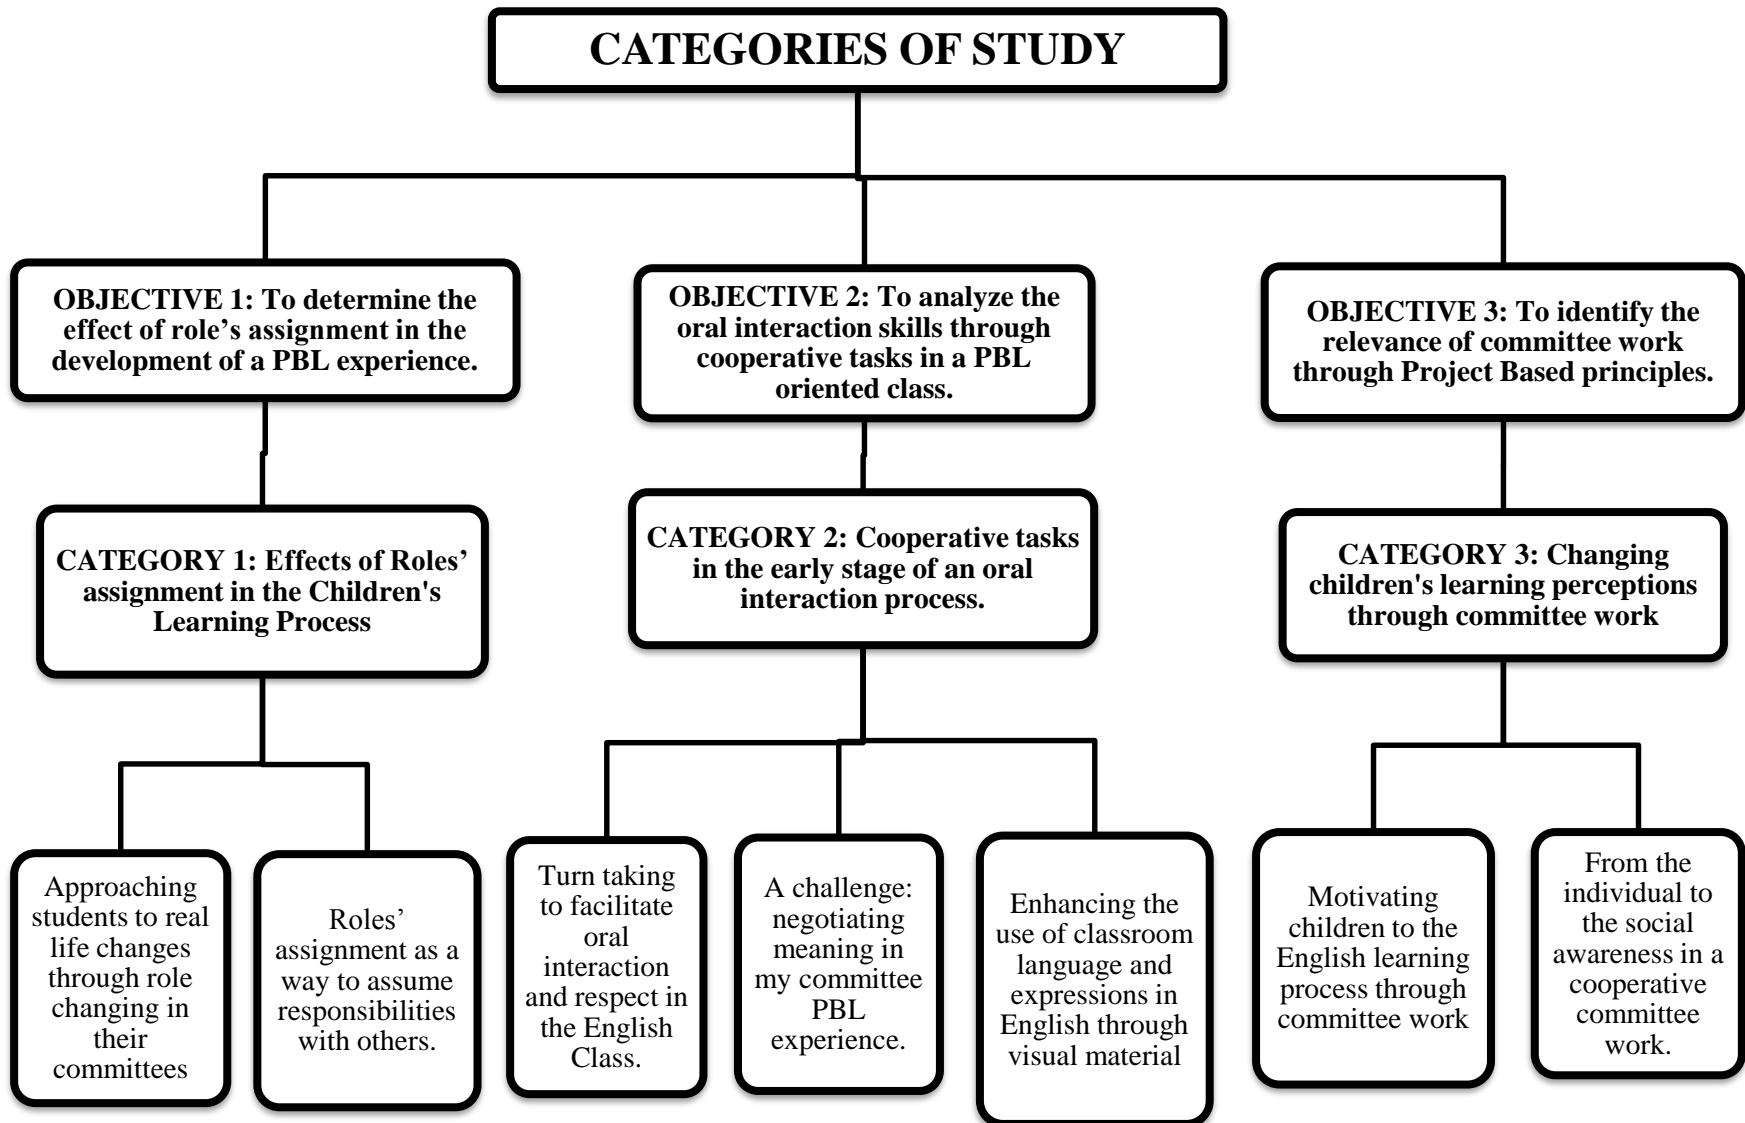 CATEGORIES OF STUDY
OBJECTIVE 1: To determine the
effect of role’s assignment in the
development of a PBL experience.
OBJECTIVE 2: To analyze the
oral interaction skills through
cooperative tasks in a PBL
oriented class.
OBJECTIVE 3: To identify the
relevance of committee work
through Project Based principles.
CATEGORY 1: Effects of Roles’
assignment in the Children's
Learning Process
CATEGORY 2: Cooperative tasks
in the early stage of an oral
interaction process.
CATEGORY 3: Changing
children's learning perceptions
through committee work
Approaching
students to real
life changes
through role
changing in
their
committees
Roles’
assignment as a
way to assume
responsibilities
with others.
Turn taking
to facilitate
oral
interaction
and respect in
the English
Class.
A challenge:
negotiating
meaning in
my committee
PBL
experience.
Enhancing the
use of classroom
language and
expressions in
English through
visual material
Motivating
children to the
English learning
process through
committee work
From the
individual to
the social
awareness in a
cooperative
committee
work.